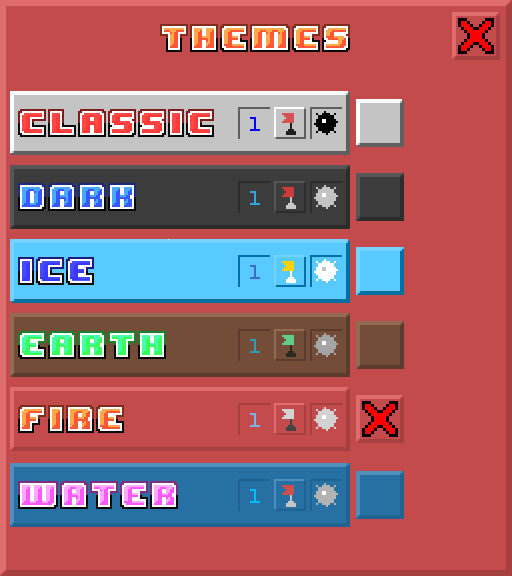 THEMES
CLASSIC 1
DARK 1
ICE 1
EARTH 1
FIRE 1
WATER 1